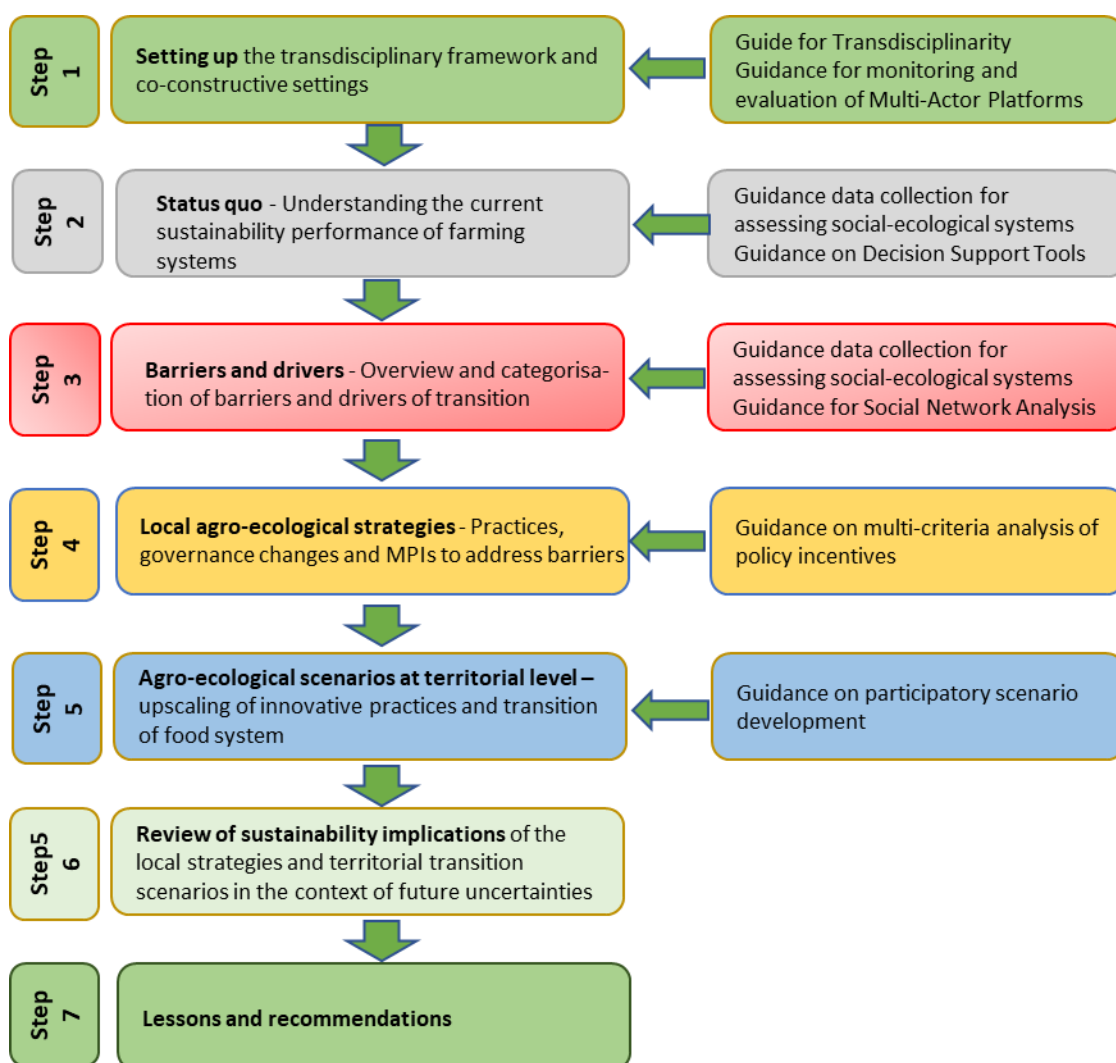 Step
1
Setting up the transdisciplinary framework and
co-constructive settings
Guide for Transdisciplinarity
Guidance for monitoring and
evaluation of Multi-Actor Platforms
Step
2
Status quo - Understanding the current
sustainability performance of farming
systems
Guidance data collection for
assessing social-ecological systems
Guidance on Decision Support Tools
Step
3
Barriers and drivers - Overview and categorisa-
tion of barriers and drivers of transition
Guidance data collection for
assessing social-ecological systems
Guidance for Social Network Analysis
Step
4
Local agro-ecological strategies - Practices,
governance changes and MPIs to address barriers
Guidance on multi-criteria analysis of
policy incentives
Step
5
Agro-ecological scenarios at territorial level –
upscaling of innovative practices and transition
of food system
Guidance on participatory scenario
development
Step5
6
Review of sustainability implications of the
local strategies and territorial transition
scenarios in the context of future uncertainties
Step
7
Lessons and recommendations